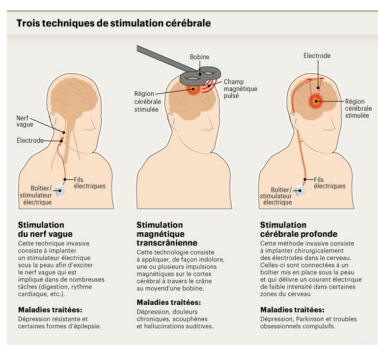 Trois techniques de stimulation cérébrale
Nerf
vague
Électrode
Boîtier/
stimulateur
électrique
Fils
électriques
Bobine
Région
cérébrale
stimulée
Champ
magnétique
pulsé
Électrode
Région
cérébrale
stimulée
Boîtier/
stimulateur
électrique
Fils
électriques
Stimulation
du nerf vague
Cette technique invasive
consiste à implanter
un stimulateur électrique
sous la peau afin d'exciter
le nerf vague qui est
impliqué dans de nombreuses
tâches (digestion, rythme
cardiaque, etc.).
Maladies traitées:
Dépression résistante et
certaines formes d'épilepsie.
Stimulation
magnétique
transcrânienne
Cette technologie consiste
à appliquer, de façon indolore,
une ou plusieurs impulsions
magnétiques sur le cortex
cérébral à travers le crâne
au moyend'une bobine.
Maladies traitées:
Dépression, douleurs
chroniques, acouphènes
et hallucinations auditives.
Stimulation
cérébrale profonde
Cette méthode invasive consiste
à implanter chirurgicalement
des électrodes dans le cerveau.
Celles-ci sont connectées à un
boîtier mis en place sous la peau
et qui délivre un courant électrique
de faible intensité dans certaines
zones du cerveau
Maladies traitées:
Dépression, Parkinson et troubles
obsessionnels compulsifs.